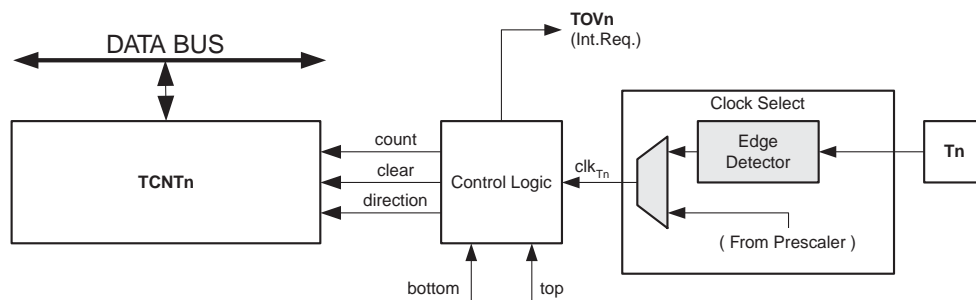 TOVn
(Int.Req.)
DATA BUS
Clock Select
TCNTn
count
clear
direction
Control Logic
clkTn
Edge
Detector
Tn
( From Prescaler )
bottom
top